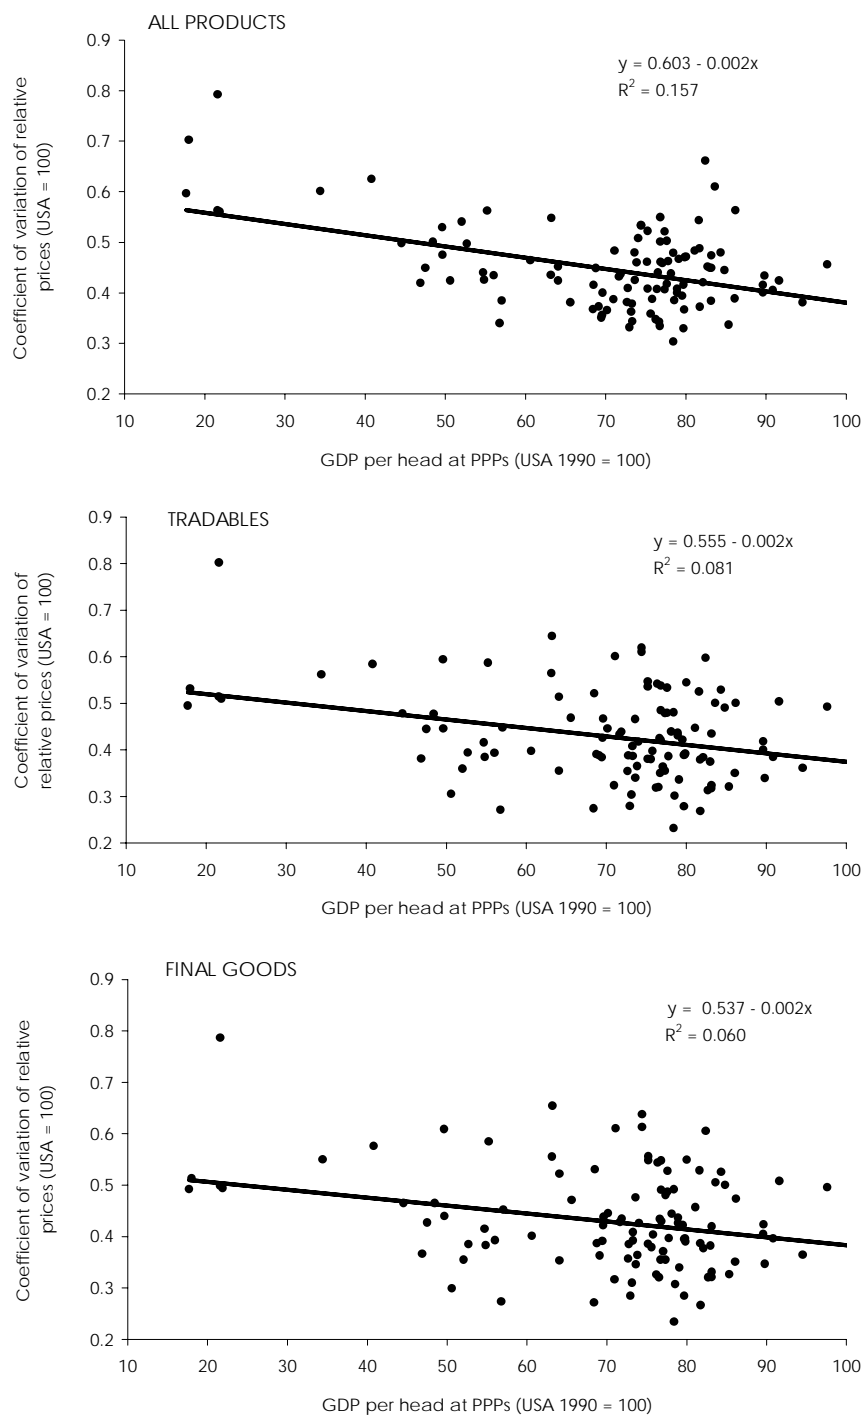 ALL PRODUCTS
y = 0.603 - 0.002x
R² = 0.157
Coefficient of variation of relative
prices (USA = 100)
0.9
0.8
0.7
0.6
0.5
0.4
0.3
0.2
10 20 30 40 50 60 70 80 90 100
GDP per head at PPPs (USA 1990 = 100)
TRADABLES
y = 0.555 - 0.002x
R² = 0.081
Coefficient of variation of
relative prices (USA = 100)
0.9
0.8
0.7
0.6
0.5
0.4
0.3
0.2
10 20 30 40 50 60 70 80 90 100
GDP per head at PPPs (USA 1990 = 100)
FINAL GOODS
y = 0.537 - 0.002x
R² = 0.060
Coefficient of variation of relative
prices (USA = 100)
0.9
0.8
0.7
0.6
0.5
0.4
0.3
0.2
10 20 30 40 50 60 70 80 90 100
GDP per head at PPPs (USA 1990 = 100)